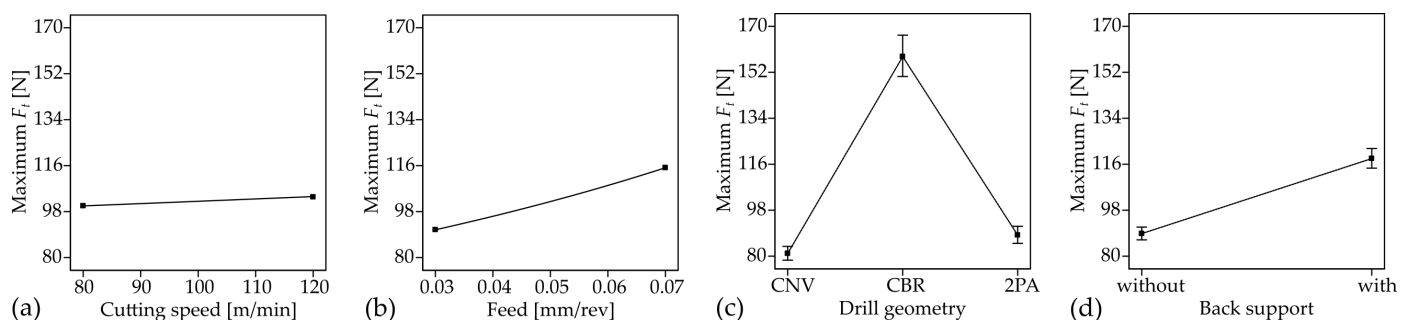 Maximum F_t [N]
170
152
134
116
98
80
80 90 100 110 120
(a) Cutting speed [m/min]
Maximum F_t [N]
170
152
134
116
98
80
0.03 0.04 0.05 0.06 0.07
(b) Feed [mm/rev]
Maximum F_t [N]
170
152
134
116
98
80
CNV CBR 2PA
(c) Drill geometry
Maximum F_t [N]
170
152
134
116
98
80
without with
(d) Back support